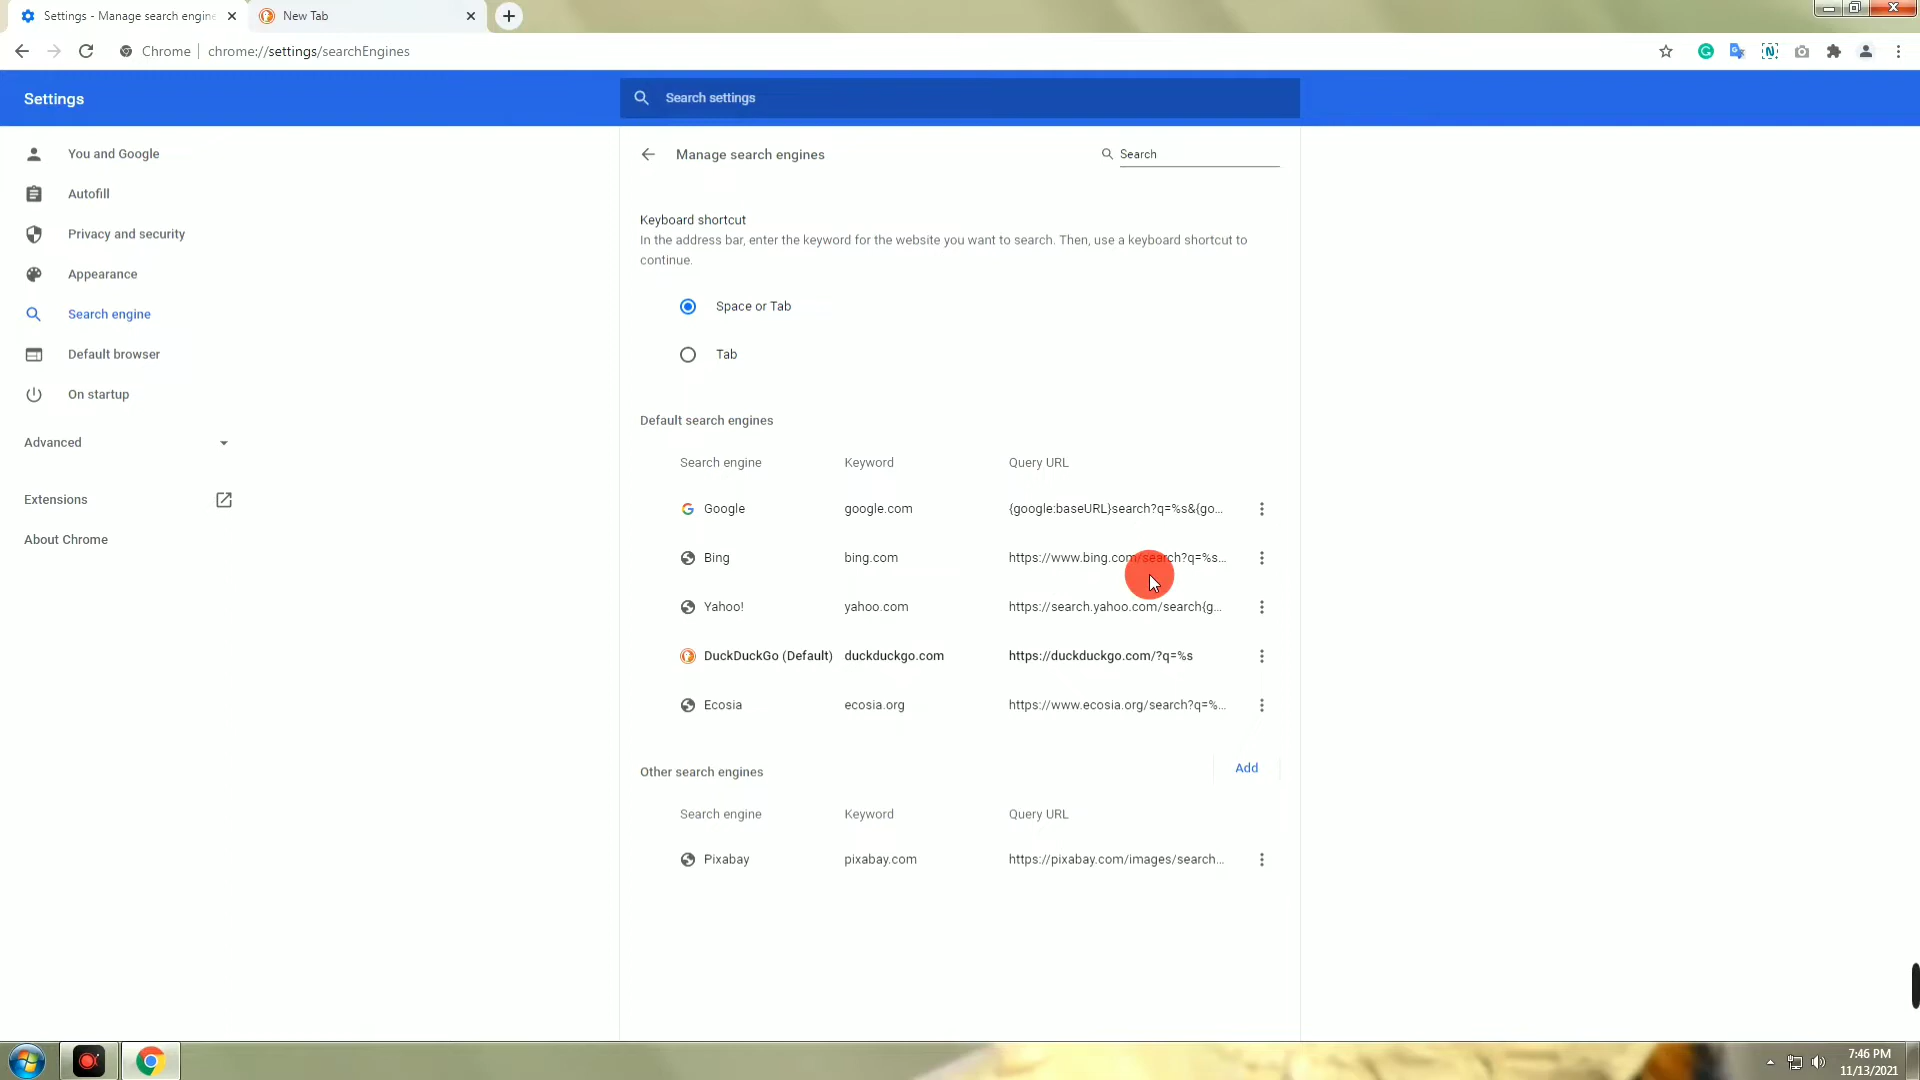 Settings - Manage search engine
New Tab
Chrome
chrome://settings/searchEngines
Settings
Search settings
You and Google
Autofill
Privacy and security
Appearance
Search engine
Default browser
On startup
Advanced
Extensions
About Chrome
Manage search engines
Search
Keyboard shortcut
In the address bar, enter the keyword for the website you want to search. Then, use a keyboard shortcut to
continue.
Space or Tab
Tab
Default search engines
Search engine Keyword Query URL
Google google.com {google:baseURL}search?q=%s&{go...
Bing bing.com https://www.bing.com/search?q=%s...
Yahoo! yahoo.com https://search.yahoo.com/search{g...
DuckDuckGo (Default) duckduckgo.com https://duckduckgo.com/?q=%s
Ecosia ecosia.org https://www.ecosia.org/search?q=%...
Other search engines
Add
Search engine Keyword Query URL
Pixabay pixabay.com https://pixabay.com/images/search...
7:46 PM
11/13/2021